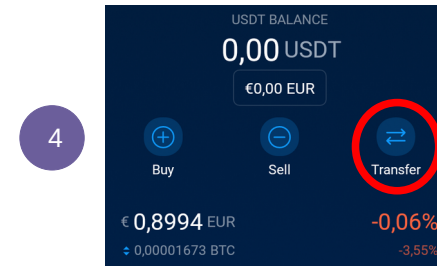 USDT BALANCE
0,00 USDT
€0,00 EUR
4
Buy Sell Transfer
€ 0,8994 EUR -0,06%
0,00001673 BTC -3,55%